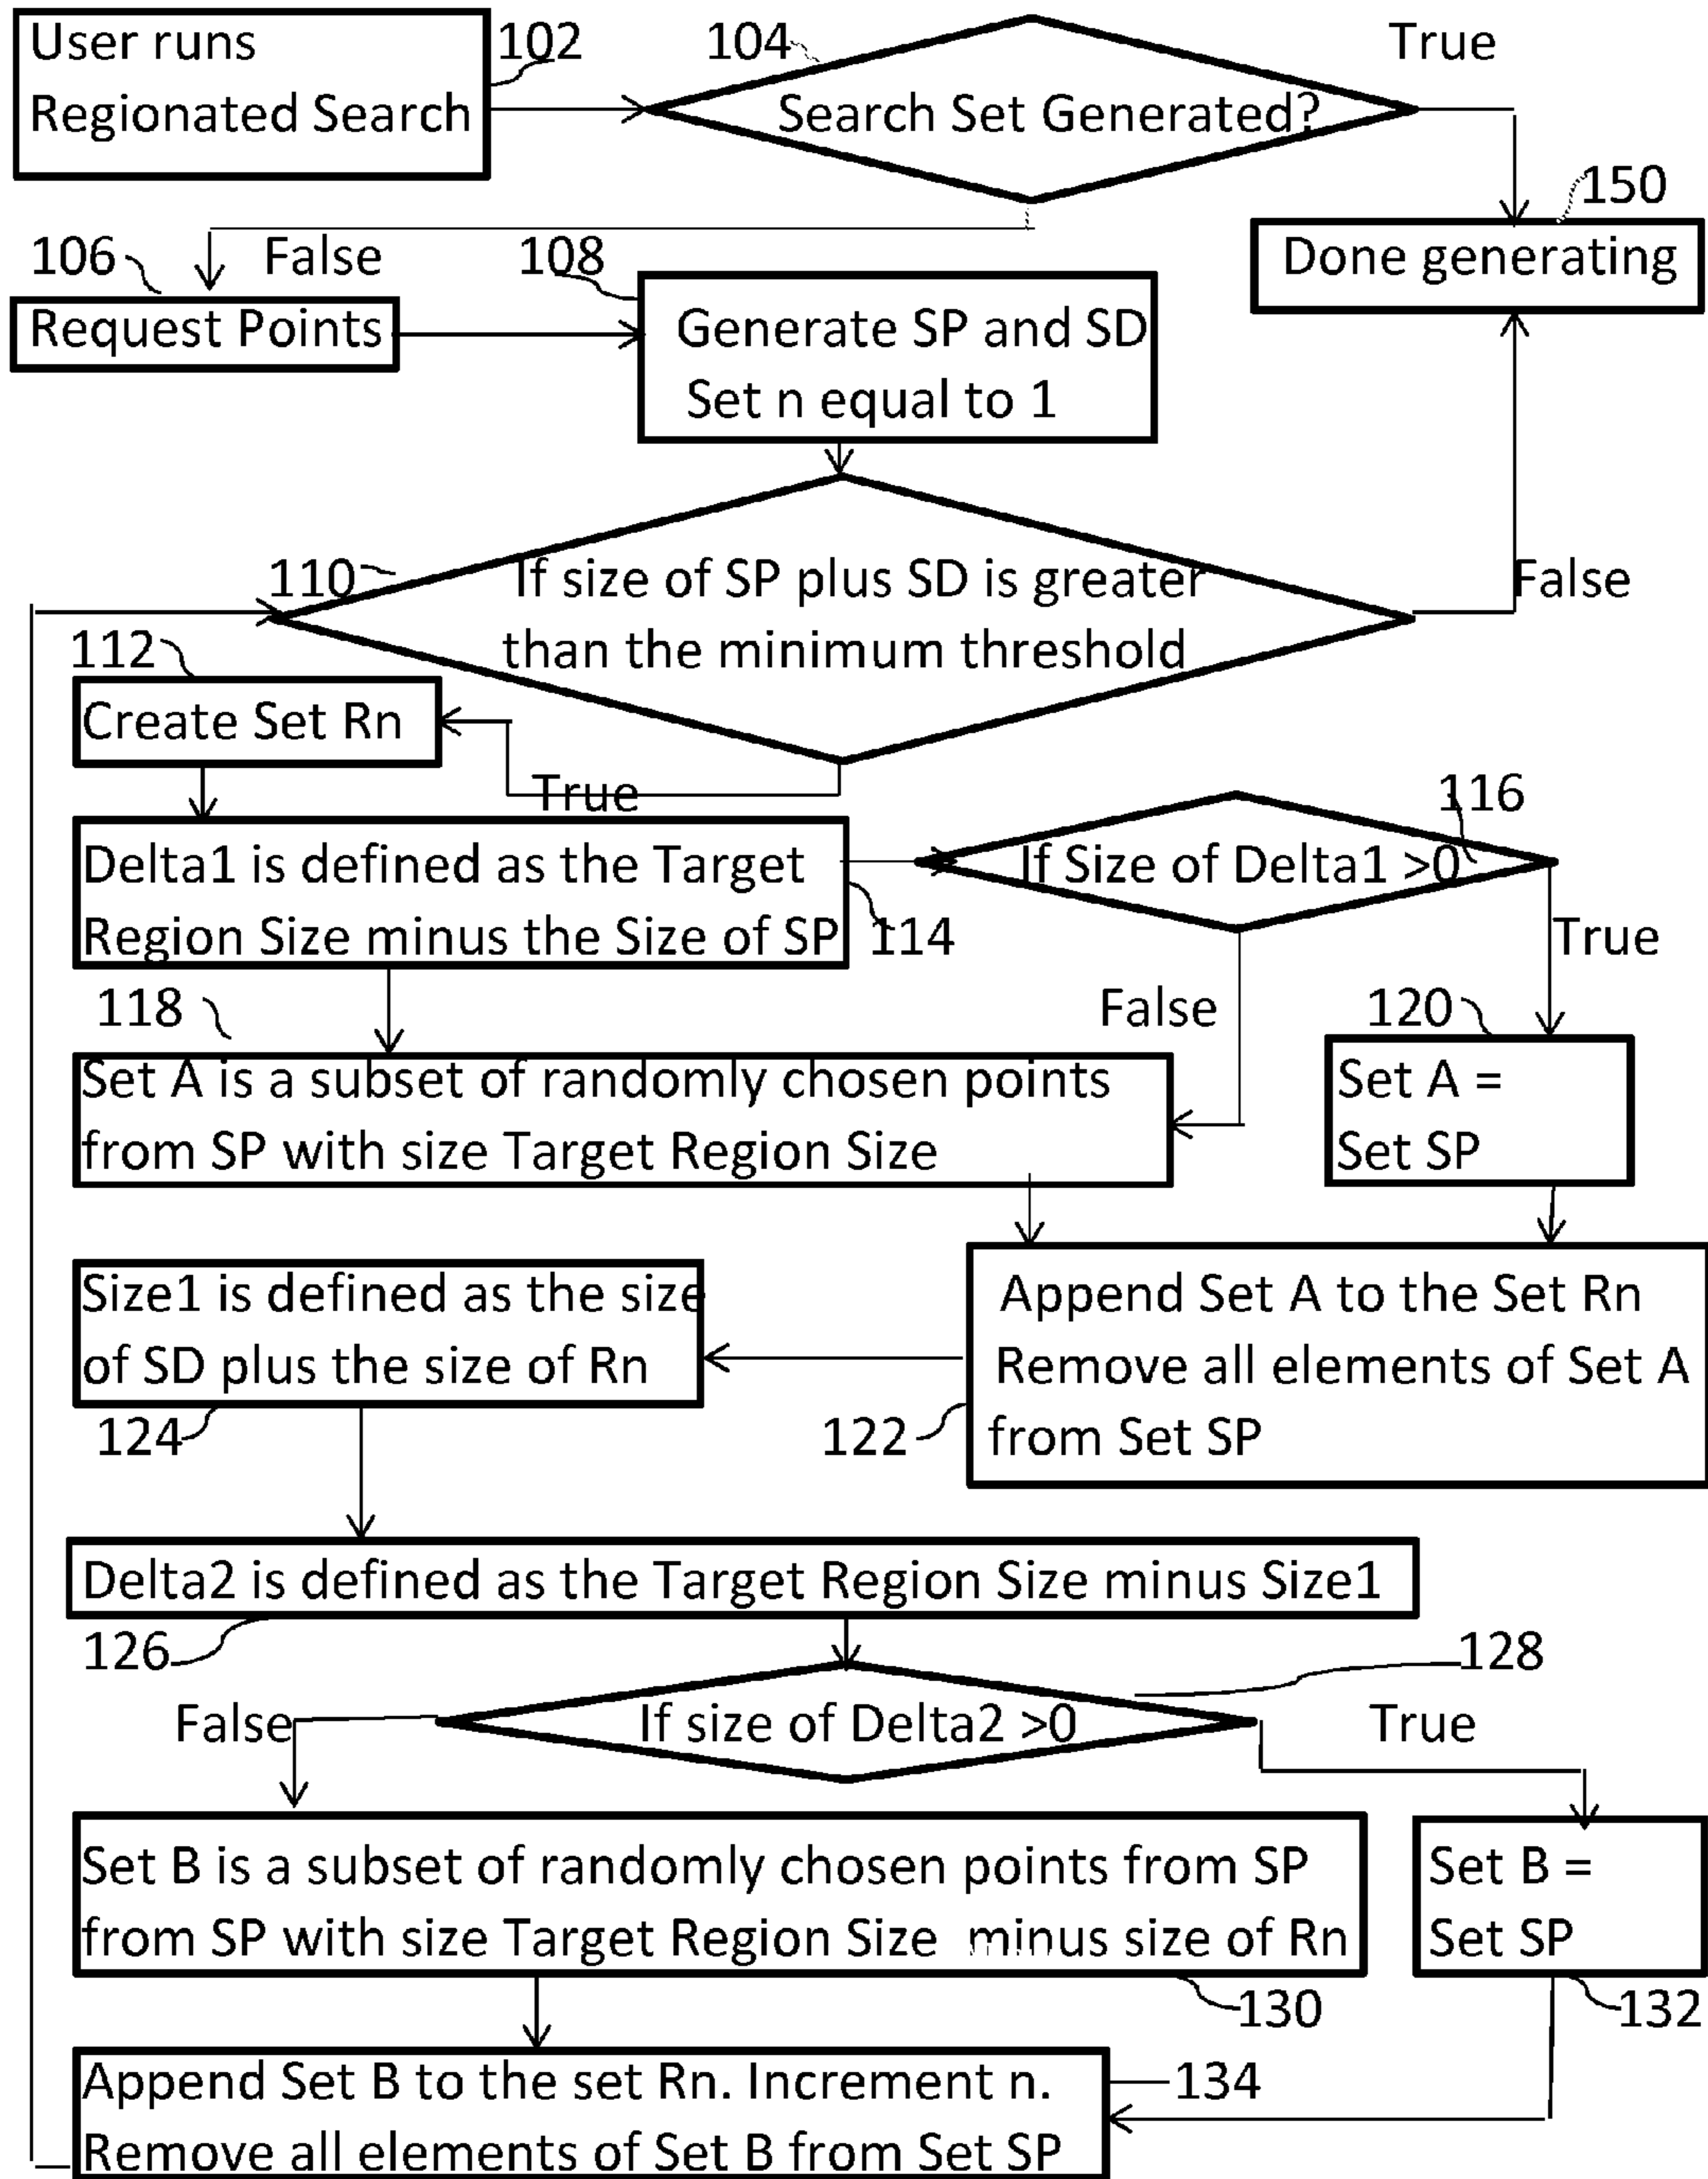 User runs
Regionated Search
102
104
Search Set Generated?
True
150
Done generating
106
False
Request Points
108
Generate SP and SD
Set n equal to 1
110
If size of SP plus SD is greater
than the minimum threshold
False
112
Create Set Rn
True
Delta1 is defined as the Target
Region Size minus the Size of SP
114
116
If Size of Delta1 >0
True
False
118
Set A is a subset of randomly chosen points
from SP with size Target Region Size
120
Set A =
Set SP
Append Set A to the Set Rn
Remove all elements of Set A
from Set SP
122
Size1 is defined as the size
of SD plus the size of Rn
124
Delta2 is defined as the Target Region Size minus Size1
126
128
If size of Delta2 >0
False
True
Set B is a subset of randomly chosen points from SP
from SP with size Target Region Size minus size of Rn
130
Set B =
Set SP
132
Append Set B to the set Rn. Increment n.
Remove all elements of Set B from Set SP
134